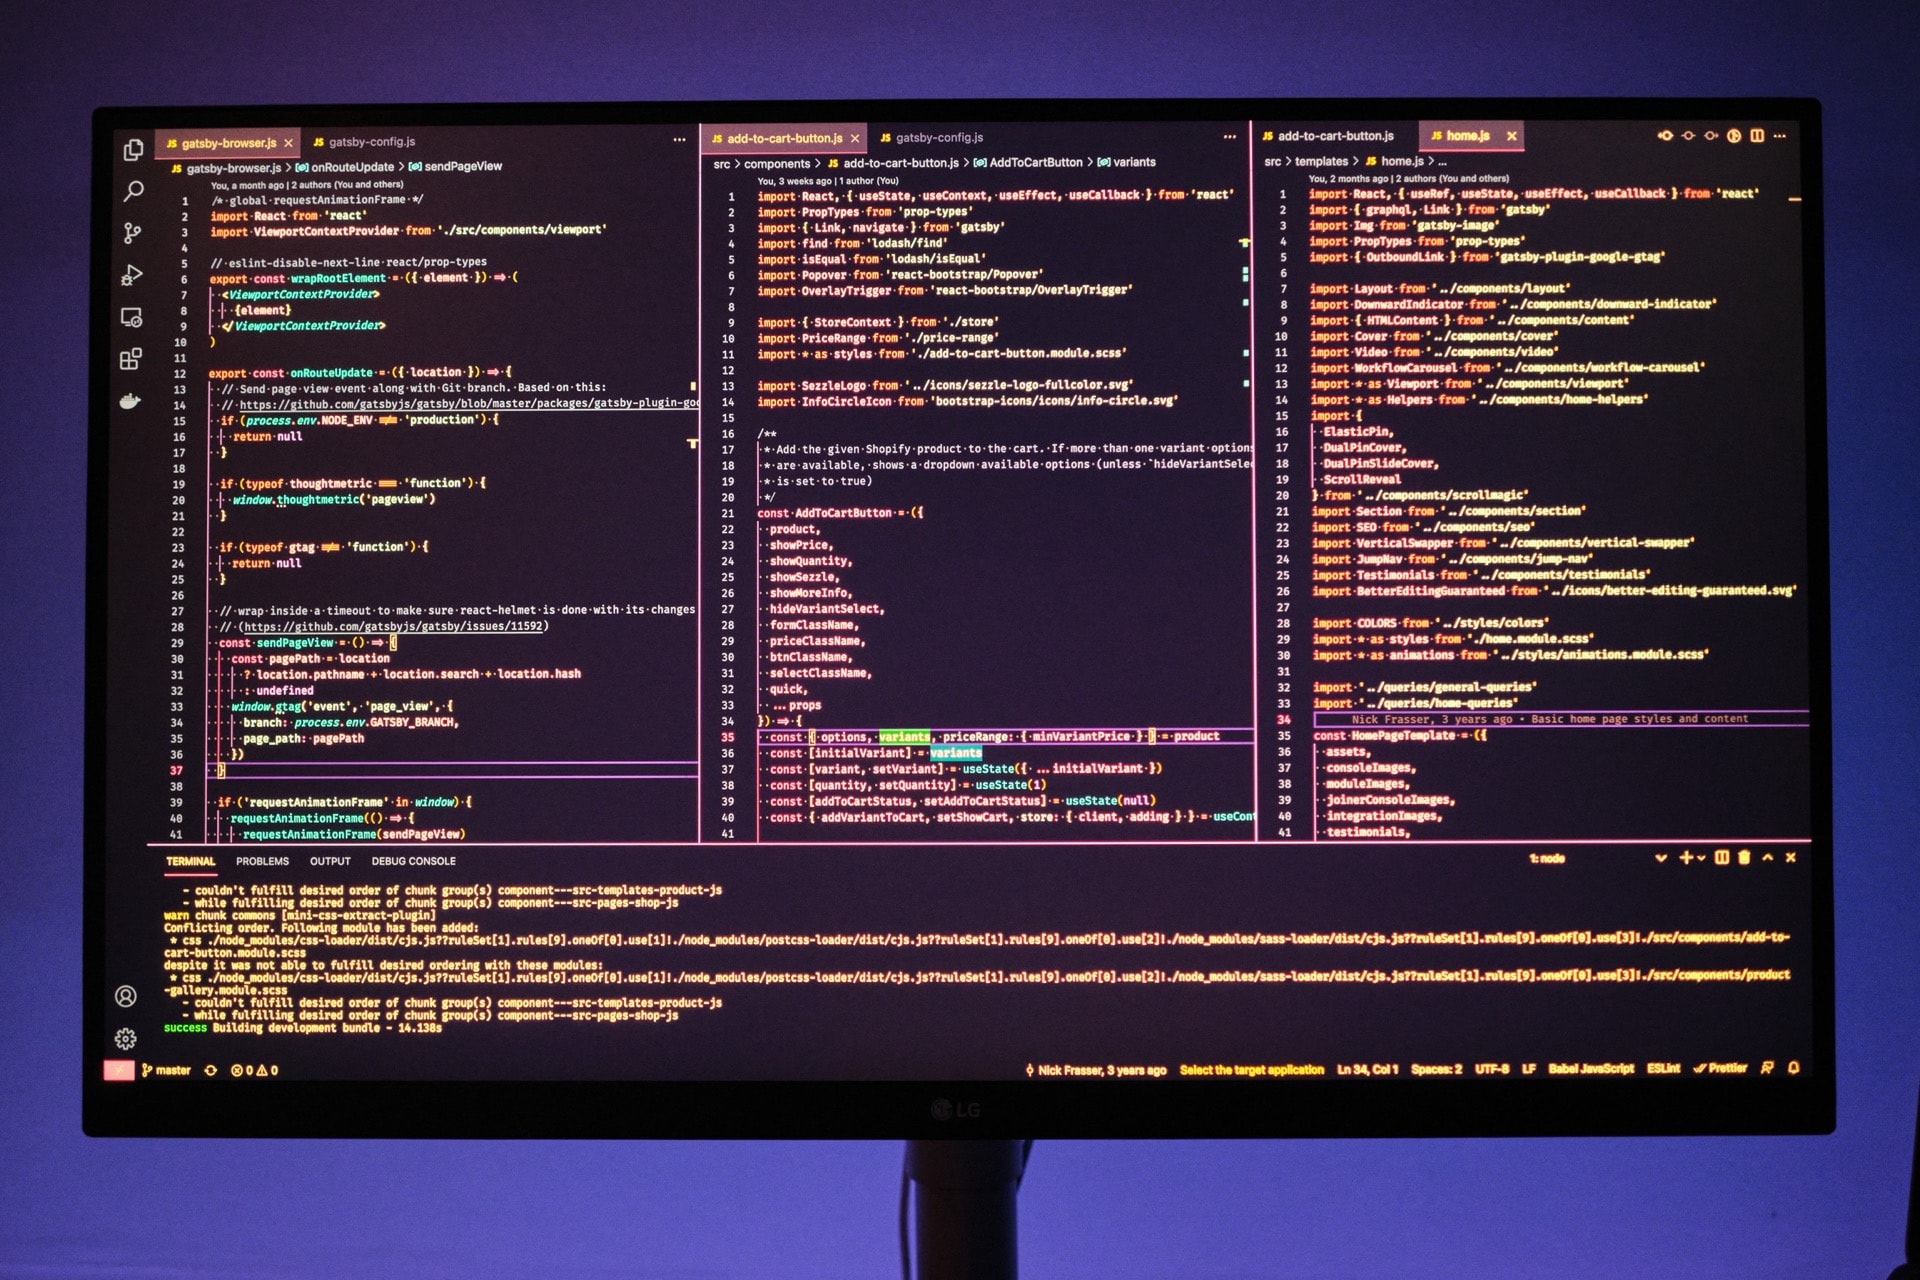 JS gatsby-browser.js × JS gatsby-config.js ...
JS gatsby-browser.js > onRouteUpdate > sendPageView
You, a month ago | 2 authors (You and others)
1 /* global requestAnimationFrame */
2 import React from 'react'
3 import ViewportContextProvider from './src/components/viewport'
4
5 // eslint-disable-next-line react/prop-types
6 export const wrapRootElement = ({ element }) => (
7 <ViewportContextProvider>
8 {element}
9 </ViewportContextProvider>
10 )
11
12 export const onRouteUpdate = ({ location }) => {
13 // Send page view event along with Git branch. Based on this:
14 // https://github.com/gatsbyjs/gatsby/blob/master/packages/gatsby-plugin-goo
15 if (process.env.NODE_ENV !== 'production') {
16 return null
17 }
18
19 if (typeof thoughtmetric === 'function') {
20 window.thoughtmetric('pageview')
21 }
22
23 if (typeof gtag !== 'function') {
24 return null
25 }
26
27 // wrap inside a timeout to make sure react-helmet is done with its changes
28 // (https://github.com/gatsbyjs/gatsby/issues/11592)
29 const sendPageView = () => {
30 const pagePath = location
31 ? location.pathname + location.search + location.hash
32 : undefined
33 window.gtag('event', 'page_view', {
34 branch: process.env.GATSBY_BRANCH,
35 page_path: pagePath
36 })
37 }
38
39 if ('requestAnimationFrame' in window) {
40 requestAnimationFrame(() => {
41 requestAnimationFrame(sendPageView)
JS add-to-cart-button.js × JS gatsby-config.js ...
src > components > JS add-to-cart-button.js > AddToCartButton > variants
You, 3 weeks ago | 1 author (You)
1 import React, { useState, useContext, useEffect, useCallback } from 'react'
2 import PropTypes from 'prop-types'
3 import { Link, navigate } from 'gatsby'
4 import find from 'lodash/find'
5 import isEqual from 'lodash/isEqual'
6 import Popover from 'react-bootstrap/Popover'
7 import OverlayTrigger from 'react-bootstrap/OverlayTrigger'
8
9 import { StoreContext } from './store'
10 import PriceRange from './price-range'
11 import * as styles from './add-to-cart-button.module.scss'
12
13 import SezzleLogo from '../icons/sezzle-logo-fullcolor.svg'
14 import InfoCircleIcon from 'bootstrap-icons/icons/info-circle.svg'
15
16 /**
17 * Add the given Shopify product to the cart. If more than one variant options
18 * are available, shows a dropdown available options (unless `hideVariantSelec
19 * is set to true)
20 */
21 const AddToCartButton = ({
22 product,
23 showPrice,
24 showQuantity,
25 showSezzle,
26 showMoreInfo,
27 hideVariantSelect,
28 formClassName,
29 priceClassName,
30 btnClassName,
31 selectClassName,
32 quick,
33 ...props
34 }) => {
35 const { options, variants, priceRange: { minVariantPrice } } = product
36 const [initialVariant] = variants
37 const [variant, setVariant] = useState({ ...initialVariant })
38 const [quantity, setQuantity] = useState(1)
39 const [addToCartStatus, setAddToCartStatus] = useState(null)
40 const { addVariantToCart, setShowCart, store: { client, adding } } = useCont
41
JS add-to-cart-button.js JS home.js × ...
src > templates > JS home.js > ...
You, 2 months ago | 2 authors (You and others)
1 import React, { useRef, useState, useEffect, useCallback } from 'react'
2 import { graphql, Link } from 'gatsby'
3 import Img from 'gatsby-image'
4 import PropTypes from 'prop-types'
5 import { OutboundLink } from 'gatsby-plugin-google-gtag'
6
7 import Layout from '../components/layout'
8 import DownwardIndicator from '../components/downward-indicator'
9 import { HTMLContent } from '../components/content'
10 import Cover from '../components/cover'
11 import Video from '../components/video'
12 import WorkflowCarousel from '../components/workflow-carousel'
13 import * as Viewport from '../components/viewport'
14 import * as Helpers from '../components/home-helpers'
15 import {
16 ElasticPin,
17 DualPinCover,
18 DualPinSlideCover,
19 ScrollReveal
20 } from '../components/scrollmagic'
21 import Section from '../components/section'
22 import SEO from '../components/seo'
23 import VerticalSwapper from '../components/vertical-swapper'
24 import JumpNav from '../components/jump-nav'
25 import Testimonials from '../components/testimonials'
26 import BetterEditingGuaranteed from '../icons/better-editing-guaranteed.svg'
27
28 import COLORS from '../styles/colors'
29 import * as styles from './home.module.scss'
30 import * as animations from '../styles/animations.module.scss'
31
32 import '../queries/general-queries'
33 import '../queries/home-queries'
34 Nick Frasser, 3 years ago • Basic home page styles and content
35 const HomePageTemplate = ({
36 assets,
37 consoleImages,
38 moduleImages,
39 joinerConsoleImages,
40 integrationImages,
41 testimonials,
TERMINAL PROBLEMS OUTPUT DEBUG CONSOLE 1: node
- couldn't fulfill desired order of chunk group(s) component---src-templates-product-js
- while fulfilling desired order of chunk group(s) component---src-pages-shop-js
warn chunk commons [mini-css-extract-plugin]
Conflicting order. Following module has been added:
* css ./node_modules/css-loader/dist/cjs.js??ruleSet[1].rules[9].oneOf[0].use[1]!./node_modules/postcss-loader/dist/cjs.js??ruleSet[1].rules[9].oneOf[0].use[2]!./node_modules/sass-loader/dist/cjs.js??ruleSet[1].rules[9].oneOf[0].use[3]!./src/components/add-to-
cart-button.module.scss
despite it was not able to fulfill desired ordering with these modules:
* css ./node_modules/css-loader/dist/cjs.js??ruleSet[1].rules[9].oneOf[0].use[1]!./node_modules/postcss-loader/dist/cjs.js??ruleSet[1].rules[9].oneOf[0].use[2]!./node_modules/sass-loader/dist/cjs.js??ruleSet[1].rules[9].oneOf[0].use[3]!./src/components/product
-gallery.module.scss
- couldn't fulfill desired order of chunk group(s) component---src-templates-product-js
- while fulfilling desired order of chunk group(s) component---src-pages-shop-js
success Building development bundle - 14.138s
master 0 0 Nick Frasser, 3 years ago Select the target application Ln 34, Col 1 Spaces: 2 UTF-8 LF Babel JavaScript ESLint Prettier
LG